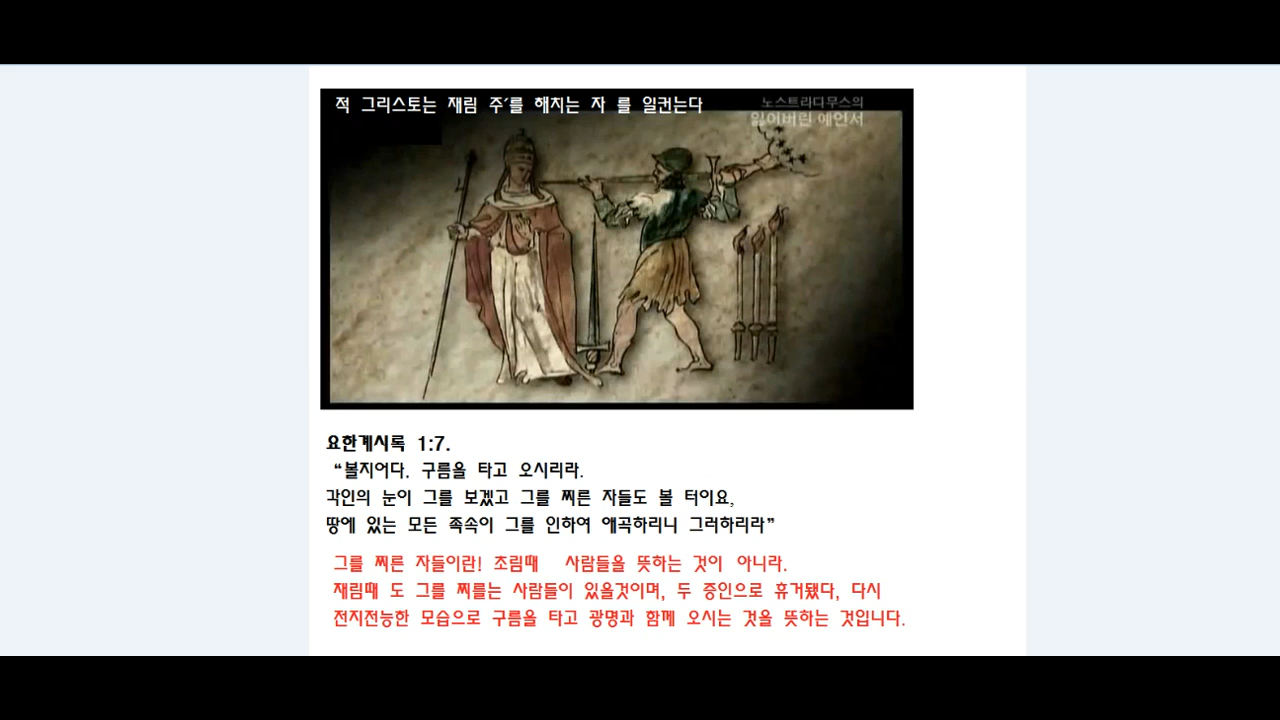 적 그리스토는 재림 주´를 해치는 자 를 일컫는다
노스트라다무스의
잃어버린 예언서
요한계시록 1:7.
“볼지어다. 구름을 타고 오시리라.
각인의 눈이 그를 보겠고 그를 찌른 자들도 볼 터이요,
땅에 있는 모든 족속이 그를 인하여 애곡하리니 그러하리라”
그를 찌른 자들이란! 초림때 사람들을 뜻하는 것이 아니라.
재림때 도 그를 찌를는 사람들이 있을것이며, 두 증인으로 휴거됐다, 다시
전지전능한 모습으로 구름을 타고 광명과 함께 오시는 것을 뜻하는 것입니다.